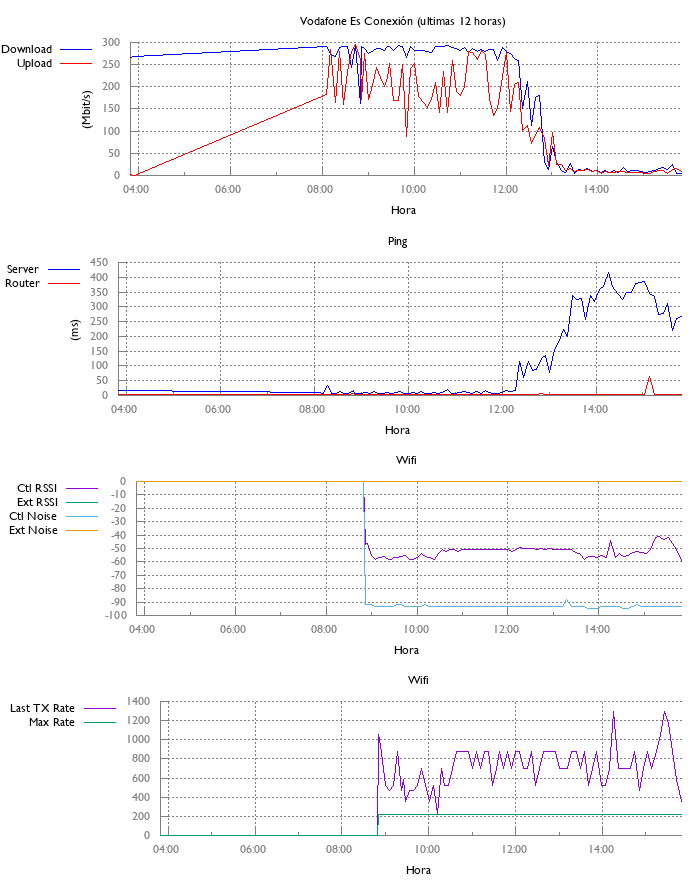 Vodafone Es Conexión (ultimas 12 horas)
Download
Upload
(Mbit/s)
300
250
200
150
100
50
0
04:00 06:00 08:00 10:00 12:00 14:00
Hora
Ping
Server
Router
(ms)
450
400
350
300
250
200
150
100
50
0
04:00 06:00 08:00 10:00 12:00 14:00
Hora
Wifi
Ctl RSSI
Ext RSSI
Ctl Noise
Ext Noise
0
-10
-20
-30
-40
-50
-60
-70
-80
-90
-100
04:00 06:00 08:00 10:00 12:00 14:00
Hora
Wifi
Last TX Rate
Max Rate
1400
1200
1000
800
600
400
200
0
04:00 06:00 08:00 10:00 12:00 14:00
Hora